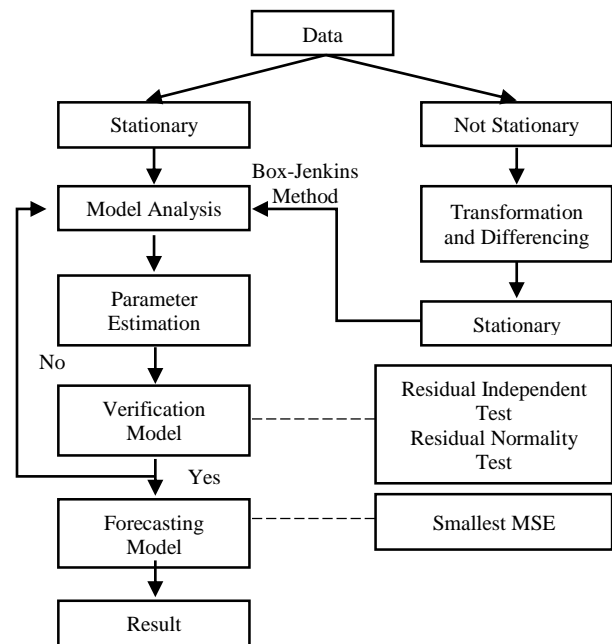 Data
Stationary
Not Stationary
Box-Jenkins
Method
Model Analysis
Transformation
and Differencing
Parameter
Estimation
Stationary
No
Verification
Model
Residual Independent
Test
Residual Normality
Test
Yes
Forecasting
Model
Smallest MSE
Result